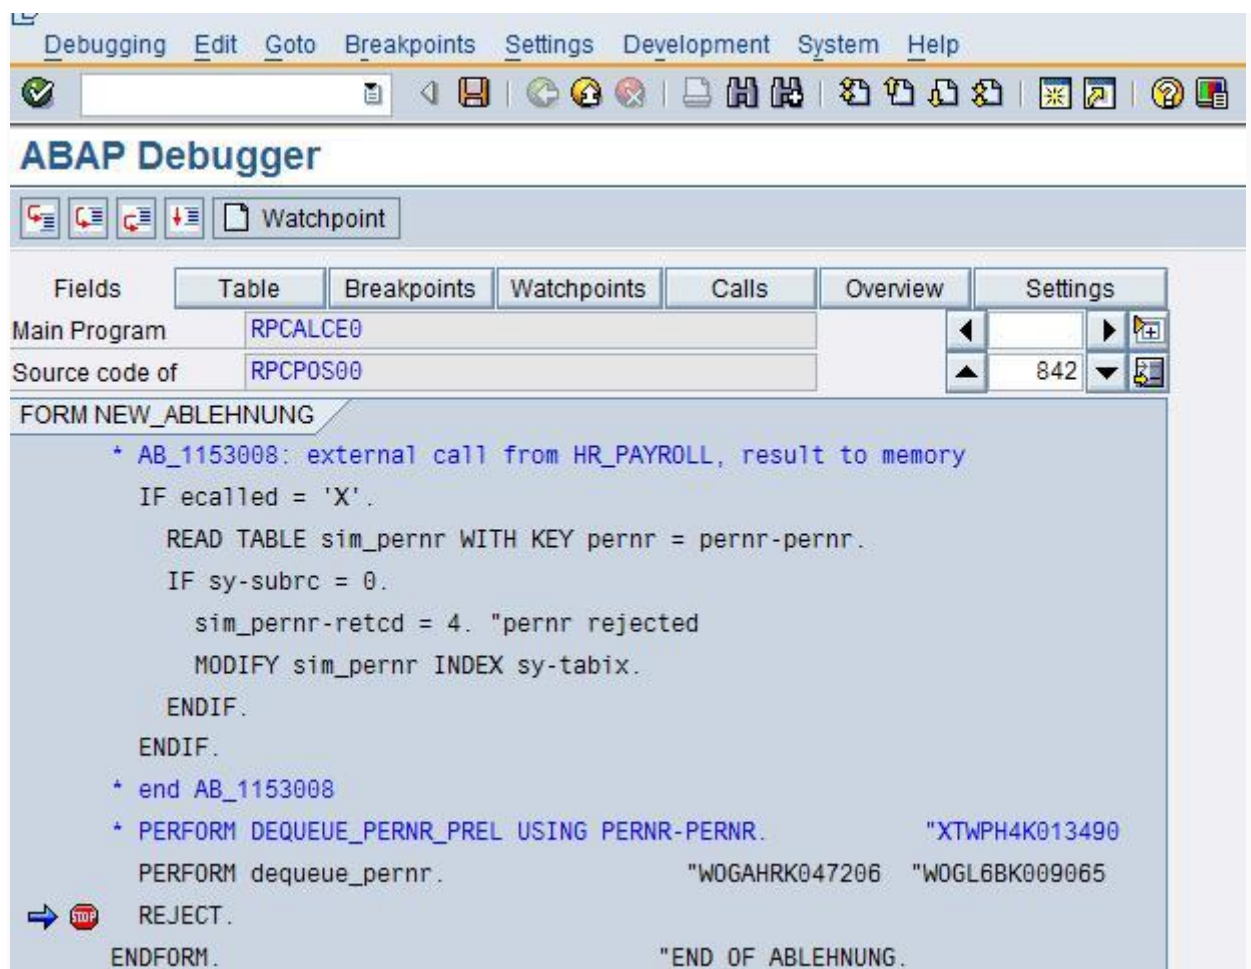 Debugging Edit Goto Breakpoints Settings Development System Help
ABAP Debugger
Watchpoint
Fields Table Breakpoints Watchpoints Calls Overview Settings
Main Program RPCALCE0
Source code of RPCPOS00 842
FORM NEW_ABLEHNUNG
* AB_1153008: external call from HR_PAYROLL, result to memory
IF ecalled = 'X'.
READ TABLE sim_pernr WITH KEY pernr = pernr-pernr.
IF sy-subrc = 0.
sim_pernr-retcd = 4. "pernr rejected
MODIFY sim_pernr INDEX sy-tabix.
ENDIF.
ENDIF.
* end AB_1153008
* PERFORM DEQUEUE_PERNR_PREL USING PERNR-PERNR. "XTWPH4K013490
PERFORM dequeue_pernr. "WOGAHRK047206 "WOGL6BK009065
STOP REJECT.
ENDFORM. "END OF ABLEHNUNG.